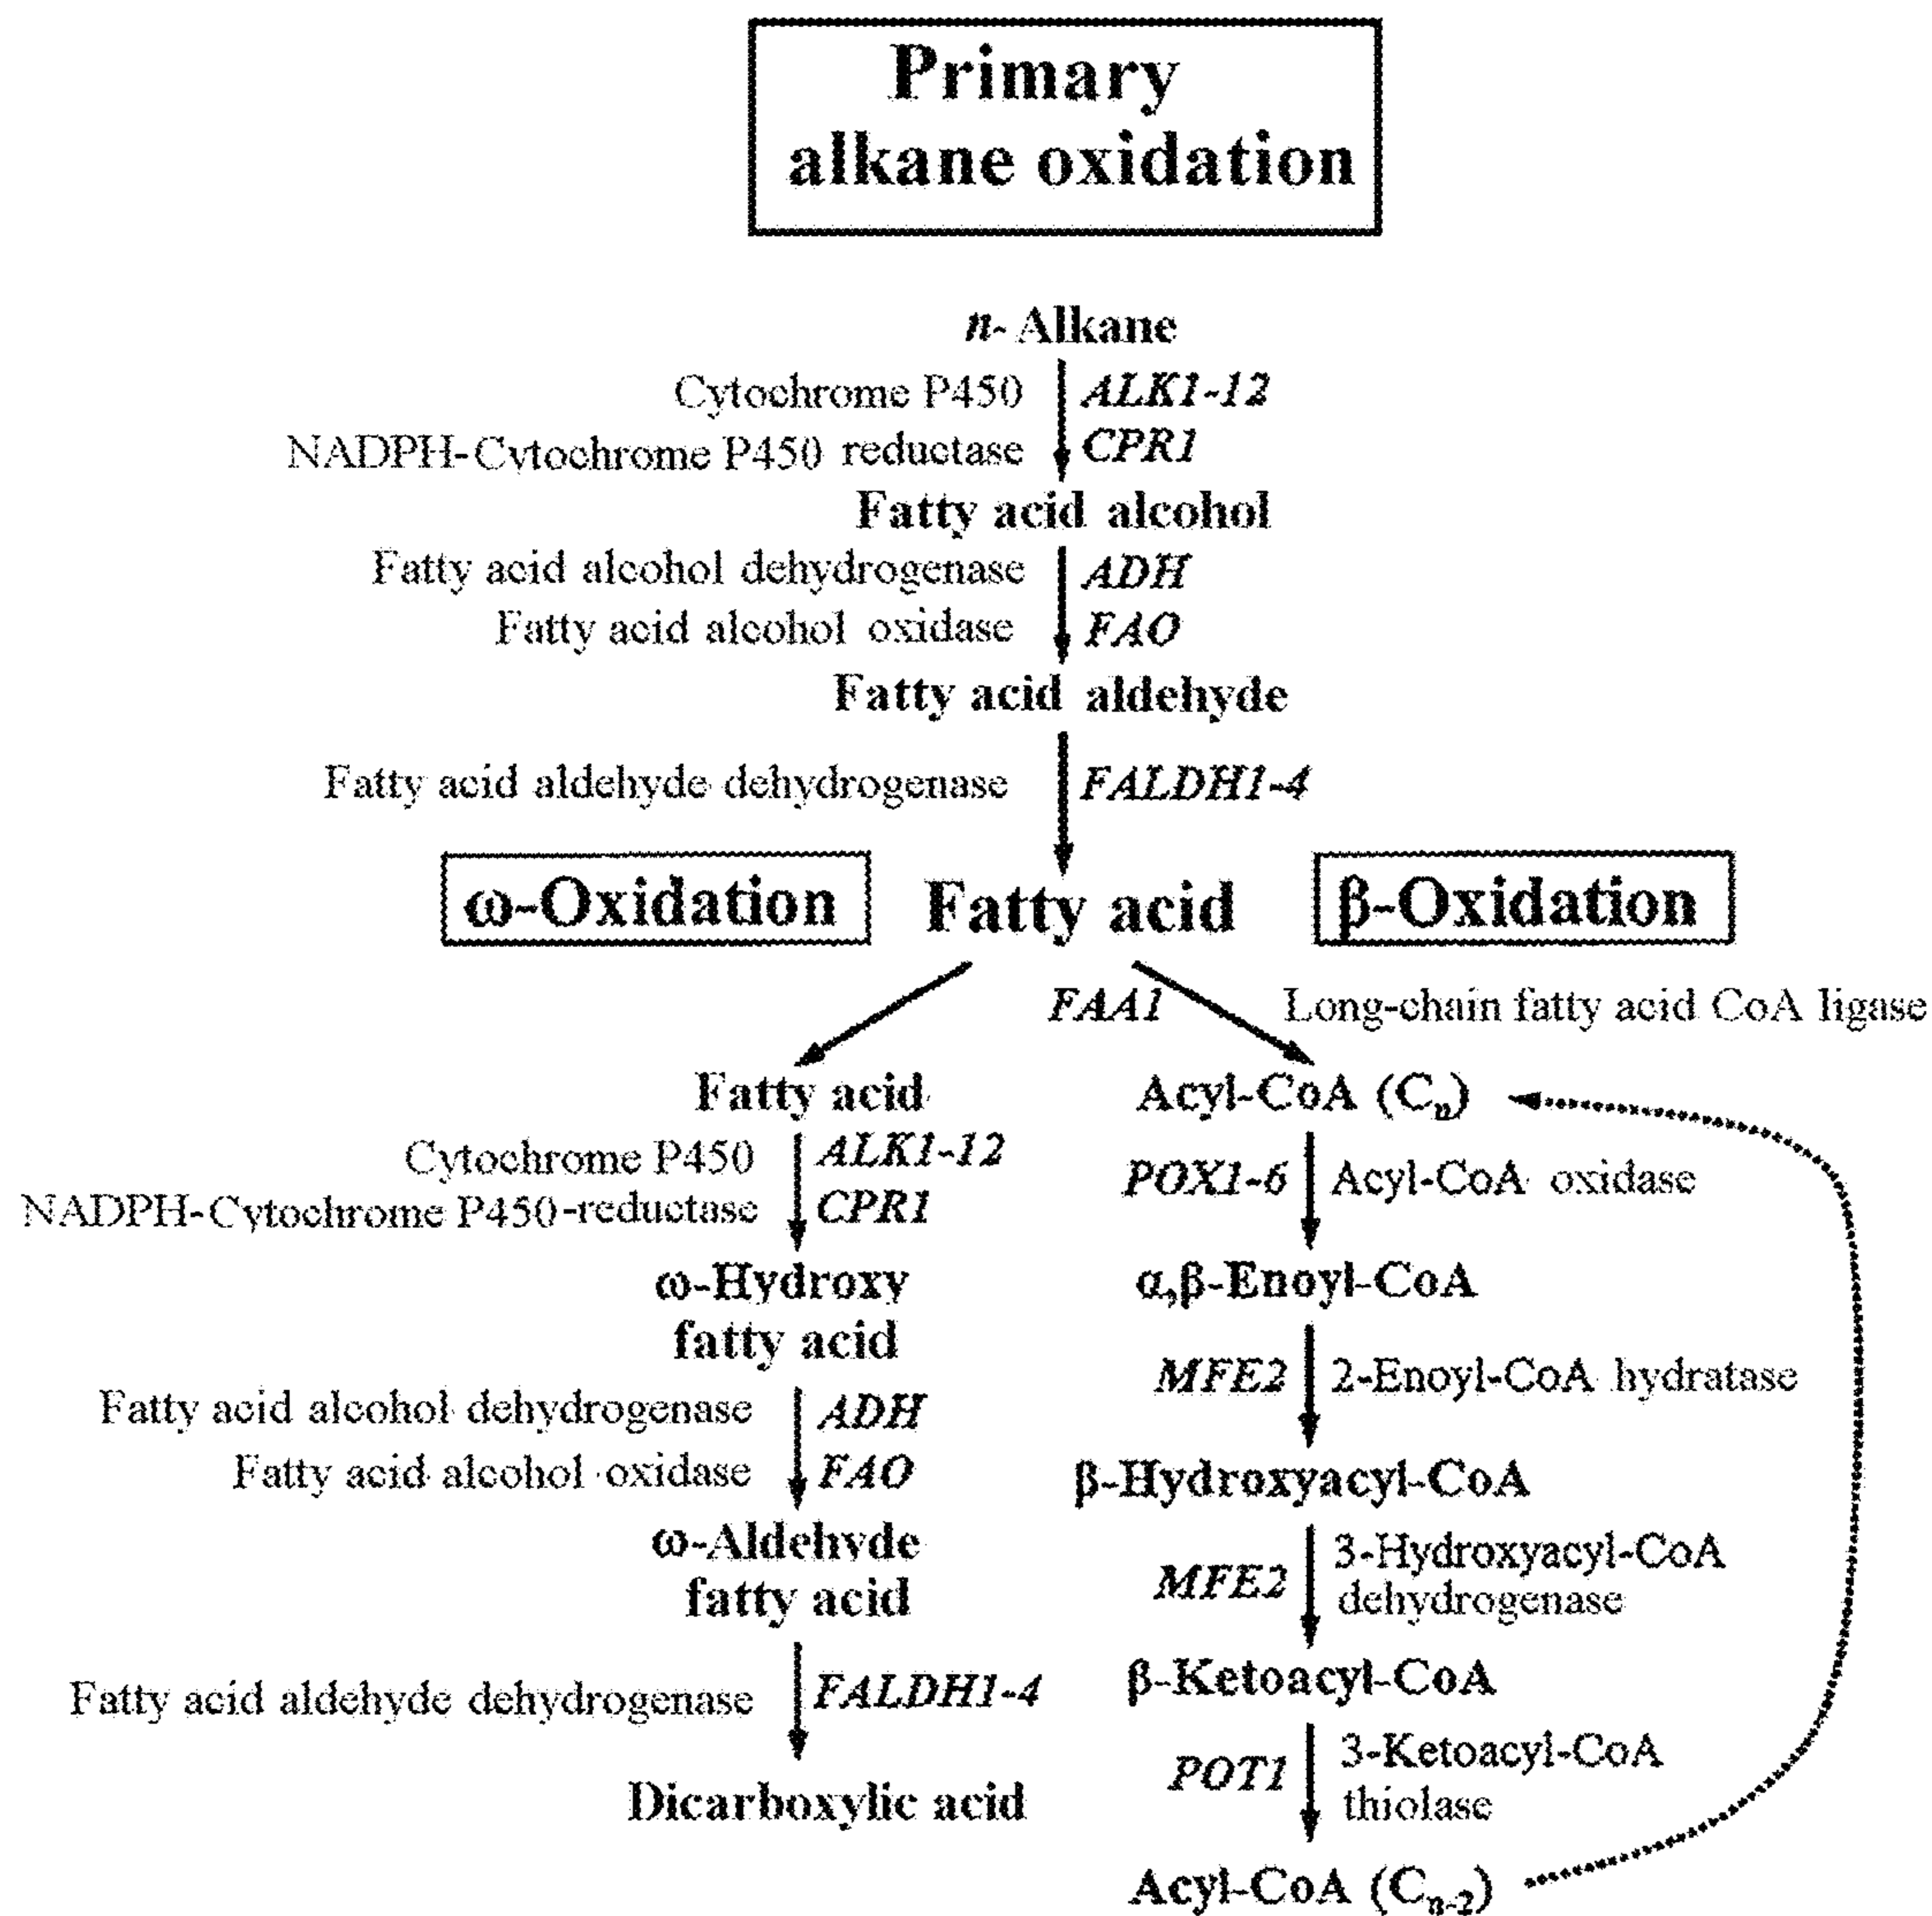 Primary
alkane oxidation
n-Alkane
Cytochrome P450 ALK1-12
NADPH-Cytochrome P450 reductase CPR1
Fatty acid alcohol
Fatty acid alcohol dehydrogenase ADH
Fatty acid alcohol oxidase FAO
Fatty acid aldehyde
Fatty acid aldehyde dehydrogenase FALDH1-4
ω-Oxidation Fatty acid β-Oxidation
FAA1 Long-chain fatty acid CoA ligase
Fatty acid
Cytochrome P450 ALK1-12
NADPH-Cytochrome P450-reductase CPR1
ω-Hydroxy
fatty acid
Fatty acid alcohol dehydrogenase ADH
Fatty acid alcohol oxidase FAO
ω-Aldehyde
fatty acid
Fatty acid aldehyde dehydrogenase FALDH1-4
Dicarboxylic acid
Acyl-CoA (Cn)
POX1-6 Acyl-CoA oxidase
α,β-Enoyl-CoA
MFE2 2-Enoyl-CoA hydratase
β-Hydroxyacyl-CoA
MFE2 3-Hydroxyacyl-CoA
dehydrogenase
β-Ketoacyl-CoA
POT1 3-Ketoacyl-CoA
thiolase
Acyl-CoA (Cn-2)